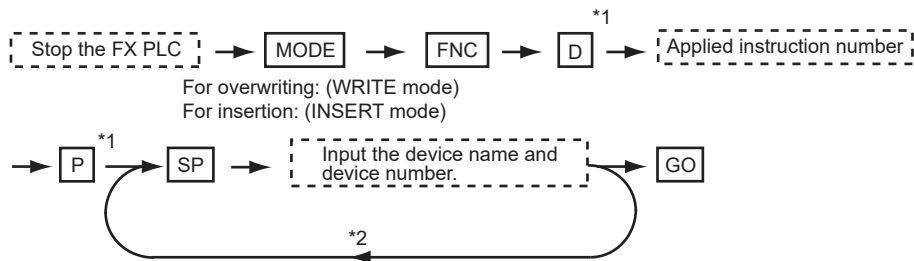 *1
Stop the FX PLC MODE FNC D Applied instruction number
For overwriting: (WRITE mode)
For insertion: (INSERT mode)
*1
P SP Input the device name and GO
device number.
*2